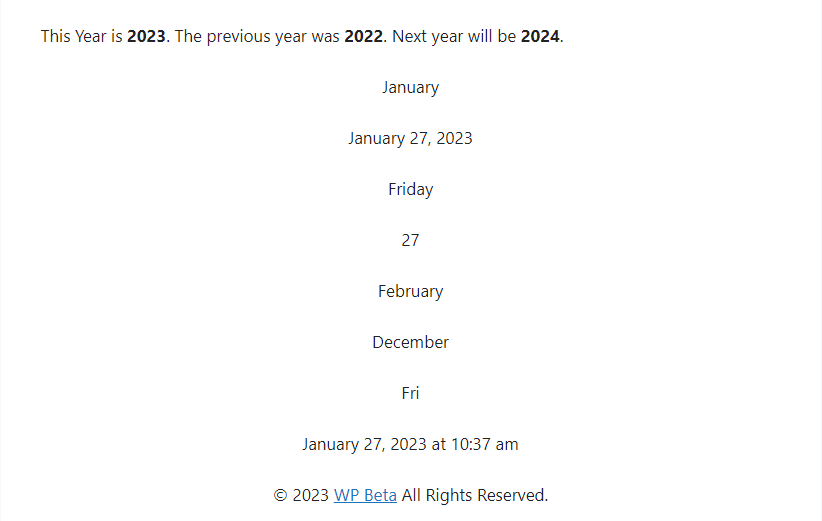 This Year is 2023. The previous year was 2022. Next year will be 2024.
January
January 27, 2023
Friday
27
February
December
Fri
January 27, 2023 at 10:37 am
© 2023 WP Beta All Rights Reserved.